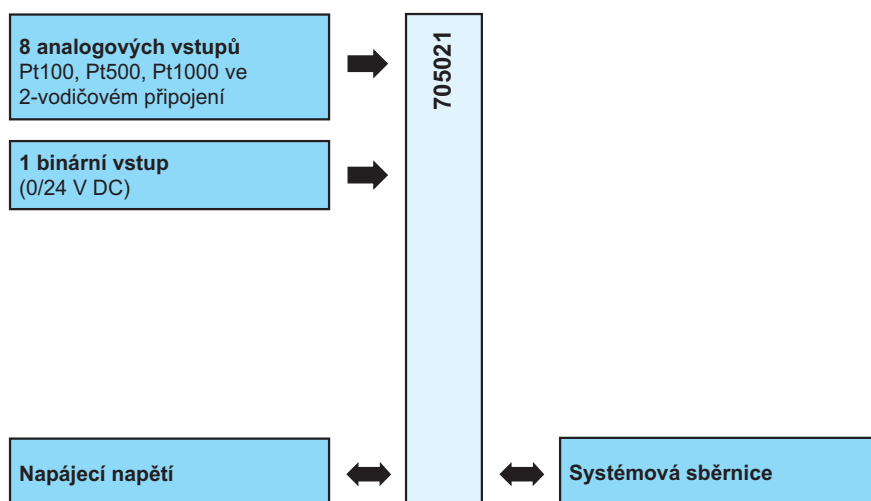 8 analogových vstupů
Pt100, Pt500, Pt1000 ve
2-vodičovém připojení
705021
1 binární vstup
(0/24 V DC)
Napájecí napětí
Systémová sběrnice